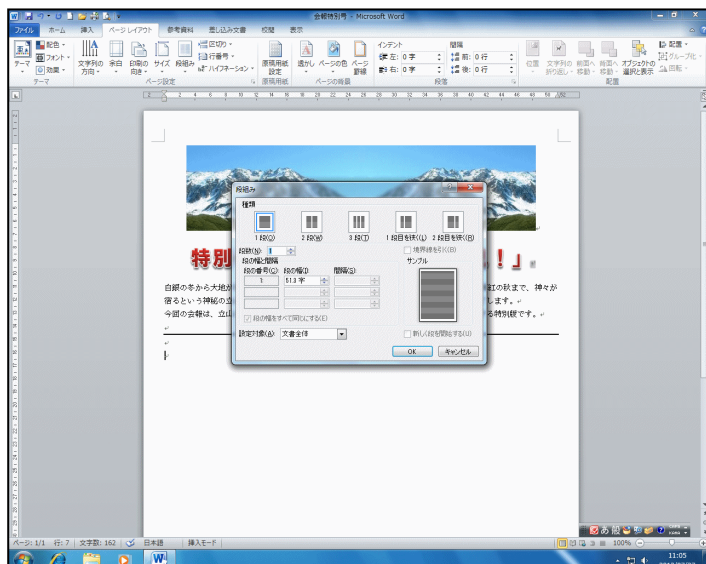 会報特別号 - Microsoft Word
ファイル ホーム 挿入 ページ レイアウト 参考資料 差し込み文書 校閲 表示
配色 区切り インデント 間隔 配置
フォント 行番号 左: 0 字 前: 0 行 グループ化
テーマ 効果 文字列の方向 余白 印刷の向き サイズ 段組み ハイフネーション 原稿用紙設定 透かし ページの色 ページ罫線 右: 0 字 後: 0 行 位置 文字列の折り返し 前面へ移動 背面へ移動 オブジェクトの選択と表示 回転
テーマ ページ設定 原稿用紙 ページの背景 段落 配置
段組み
種類
1 段(O) 2 段(W) 3 段(T) 1 段目を狭く(L) 2 段目を狭く(R)
段数(N): 1 境界線を引く(B)
段の幅と間隔 サンプル
段の番号(C): 段の幅(I): 間隔(S):
1: 51.3 字
段の幅をすべて同じにする(E)
設定対象(A): 文書全体 新しく段を開始する(U)
OK キャンセル
特別 ！」
白銀の冬から大地が 紅の秋まで、神々が
宿るという神秘の立 します。
今回の会報は、立山 る特別版です。
ページ: 1/1 行: 7 文字数: 162 日本語 挿入モード 100%
あ 般
11:05